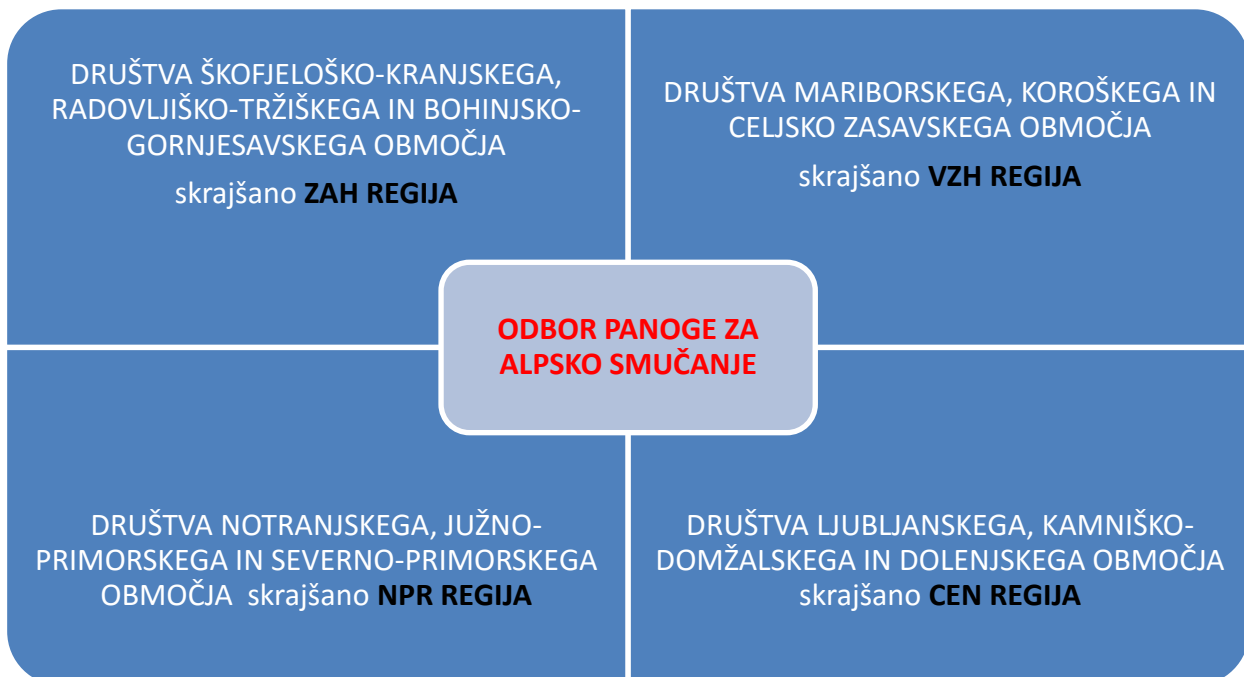 DRUŠTVA ŠKOFJELOŠKO-KRANJSKEGA,
RADOVLJIŠKO-TRŽIŠKEGA IN BOHINJSKO-
GORNJESAVSKEGA OBMOČJA
skrajšano ZAH REGIJA
DRUŠTVA MARIBORSKEGA, KOROŠKEGA IN
CELJSKO ZASAVSKEGA OBMOČJA
skrajšano VZH REGIJA
ODBOR PANOGE ZA
ALPSKO SMUČANJE
DRUŠTVA NOTRANJSKEGA, JUŽNO-
PRIMORSKEGA IN SEVERNO-PRIMORSKEGA
OBMOČJA skrajšano NPR REGIJA
DRUŠTVA LJUBLJANSKEGA, KAMNIŠKO-
DOMŽALSKEGA IN DOLENJSKEGA OBMOČJA
skrajšano CEN REGIJA